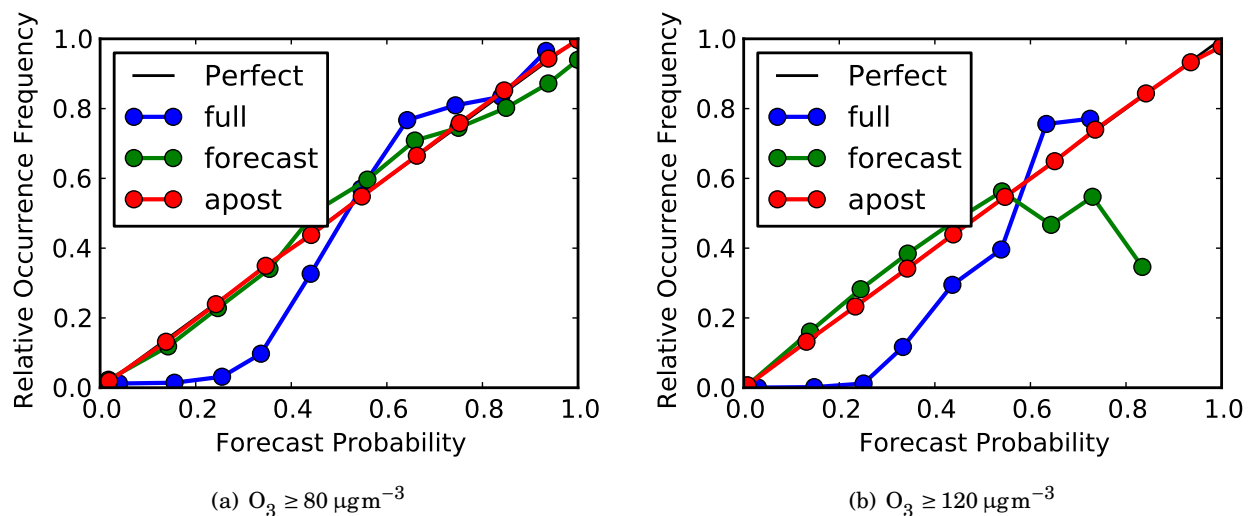 Relative Occurrence Frequency
1.0
0.8
0.6
0.4
0.2
0.0
Perfect
full
forecast
apost
0.0 0.2 0.4 0.6 0.8 1.0
Forecast Probability
(a) O₃ ≥ 80 μg m⁻³
Relative Occurrence Frequency
1.0
0.8
0.6
0.4
0.2
0.0
Perfect
full
forecast
apost
0.0 0.2 0.4 0.6 0.8 1.0
Forecast Probability
(b) O₃ ≥ 120 μg m⁻³